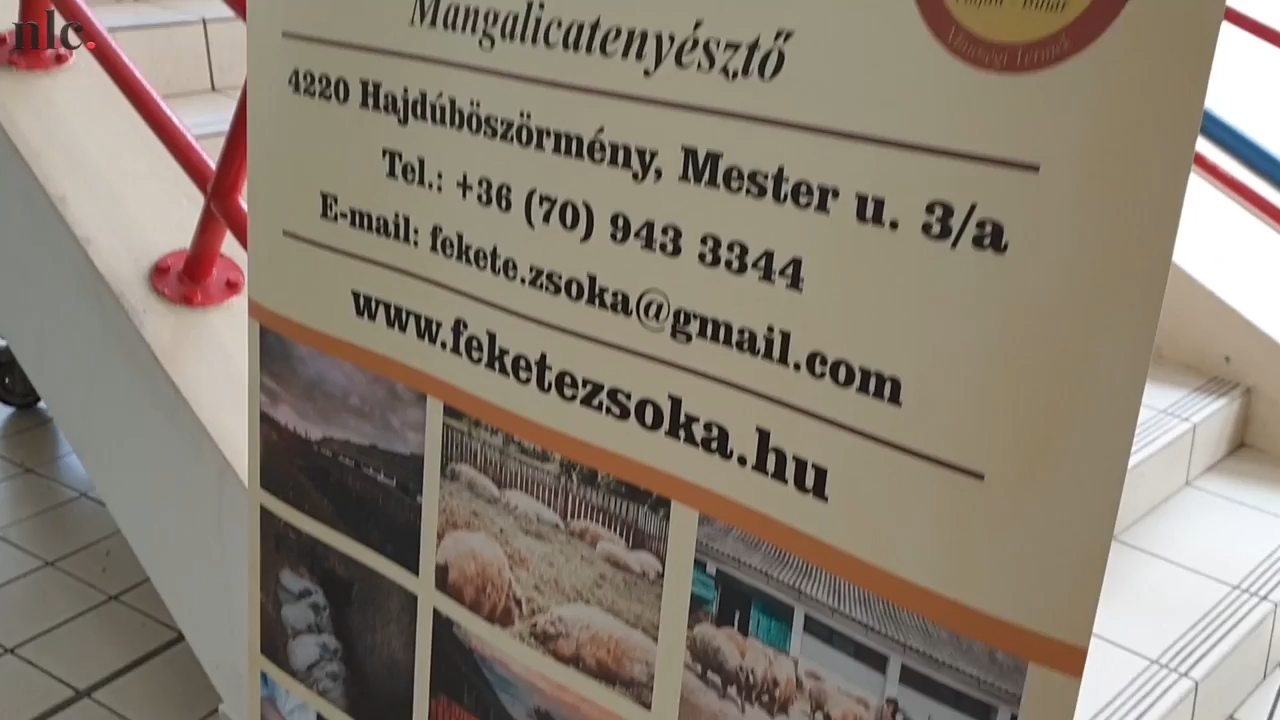 nlc.
Mangalicatenyésztő
4220 Hajdúböszörmény, Mester u. 3/a
Tel.: +36 (70) 943 3344
E-mail: fekete.zsoka@gmail.com
www.feketezsoka.hu